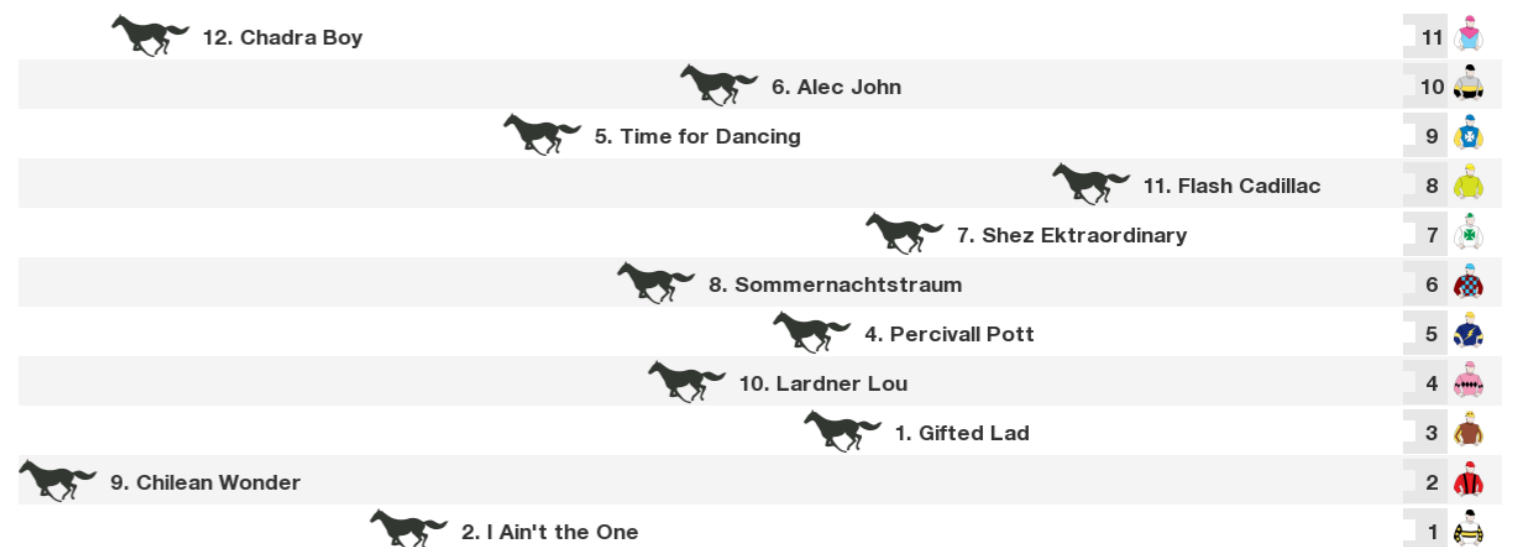 12. Chadra Boy 11
6. Alec John 10
5. Time for Dancing 9
11. Flash Cadillac 8
7. Shez Ektraordinary 7
8. Sommernachtstraum 6
4. Percivall Pott 5
10. Lardner Lou 4
1. Gifted Lad 3
9. Chilean Wonder 2
2. I Ain't the One 1